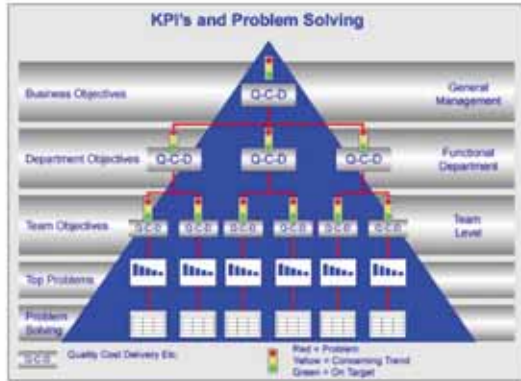 KPI's and Problem Solving
Business Objectives
Q-C-D
General
Management
Department Objectives
Q-C-D
Q-C-D
Q-C-D
Functional
Department
Team Objectives
Q-C-D
Q-C-D
Q-C-D
Q-C-D
Q-C-D
Q-C-D
Team
Level
Top Problems
Problem
Solving
Q-C-D
Quality Cost Delivery Etc
Red = Problem
Yellow = Concerning Trend
Green = On Target